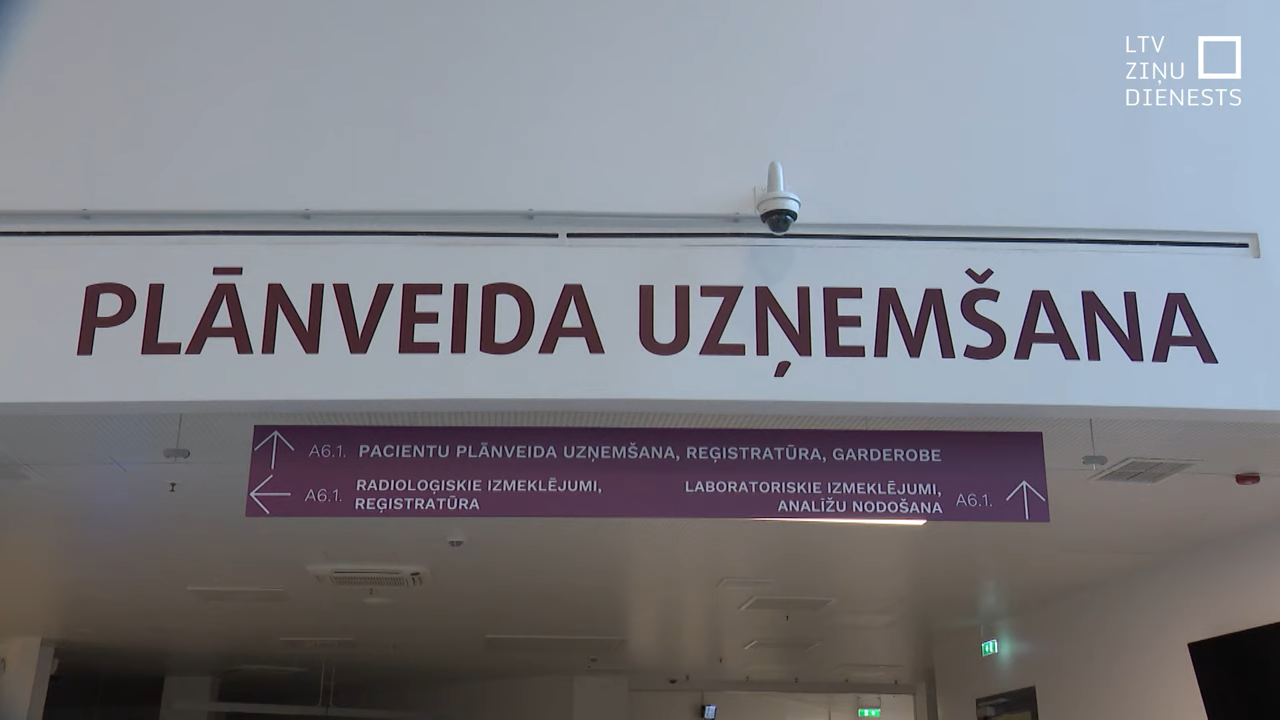 LTV
ZIŅU
DIENESTS
PLĀNVEIDA UZŅEMŠANA
A6.1. PACIENTU PLĀNVEIDA UZŅEMŠANA, REĢISTRATŪRA, GARDEROBE
A6.1. RADIOLOĢISKIE IZMEKLĒJUMI,
REĢISTRATŪRA
LABORATORISKIE IZMEKLĒJUMI,
ANALĪŽU NODOŠANA A6.1.